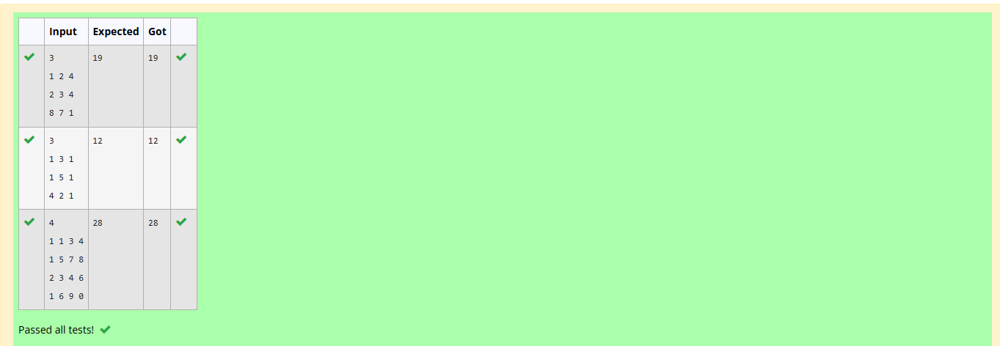 Input Expected Got
3 19 19
1 2 4
2 3 4
8 7 1
3 12 12
1 3 1
1 5 1
4 2 1
4 28 28
1 1 3 4
1 5 7 8
2 3 4 6
1 6 9 0
Passed all tests!